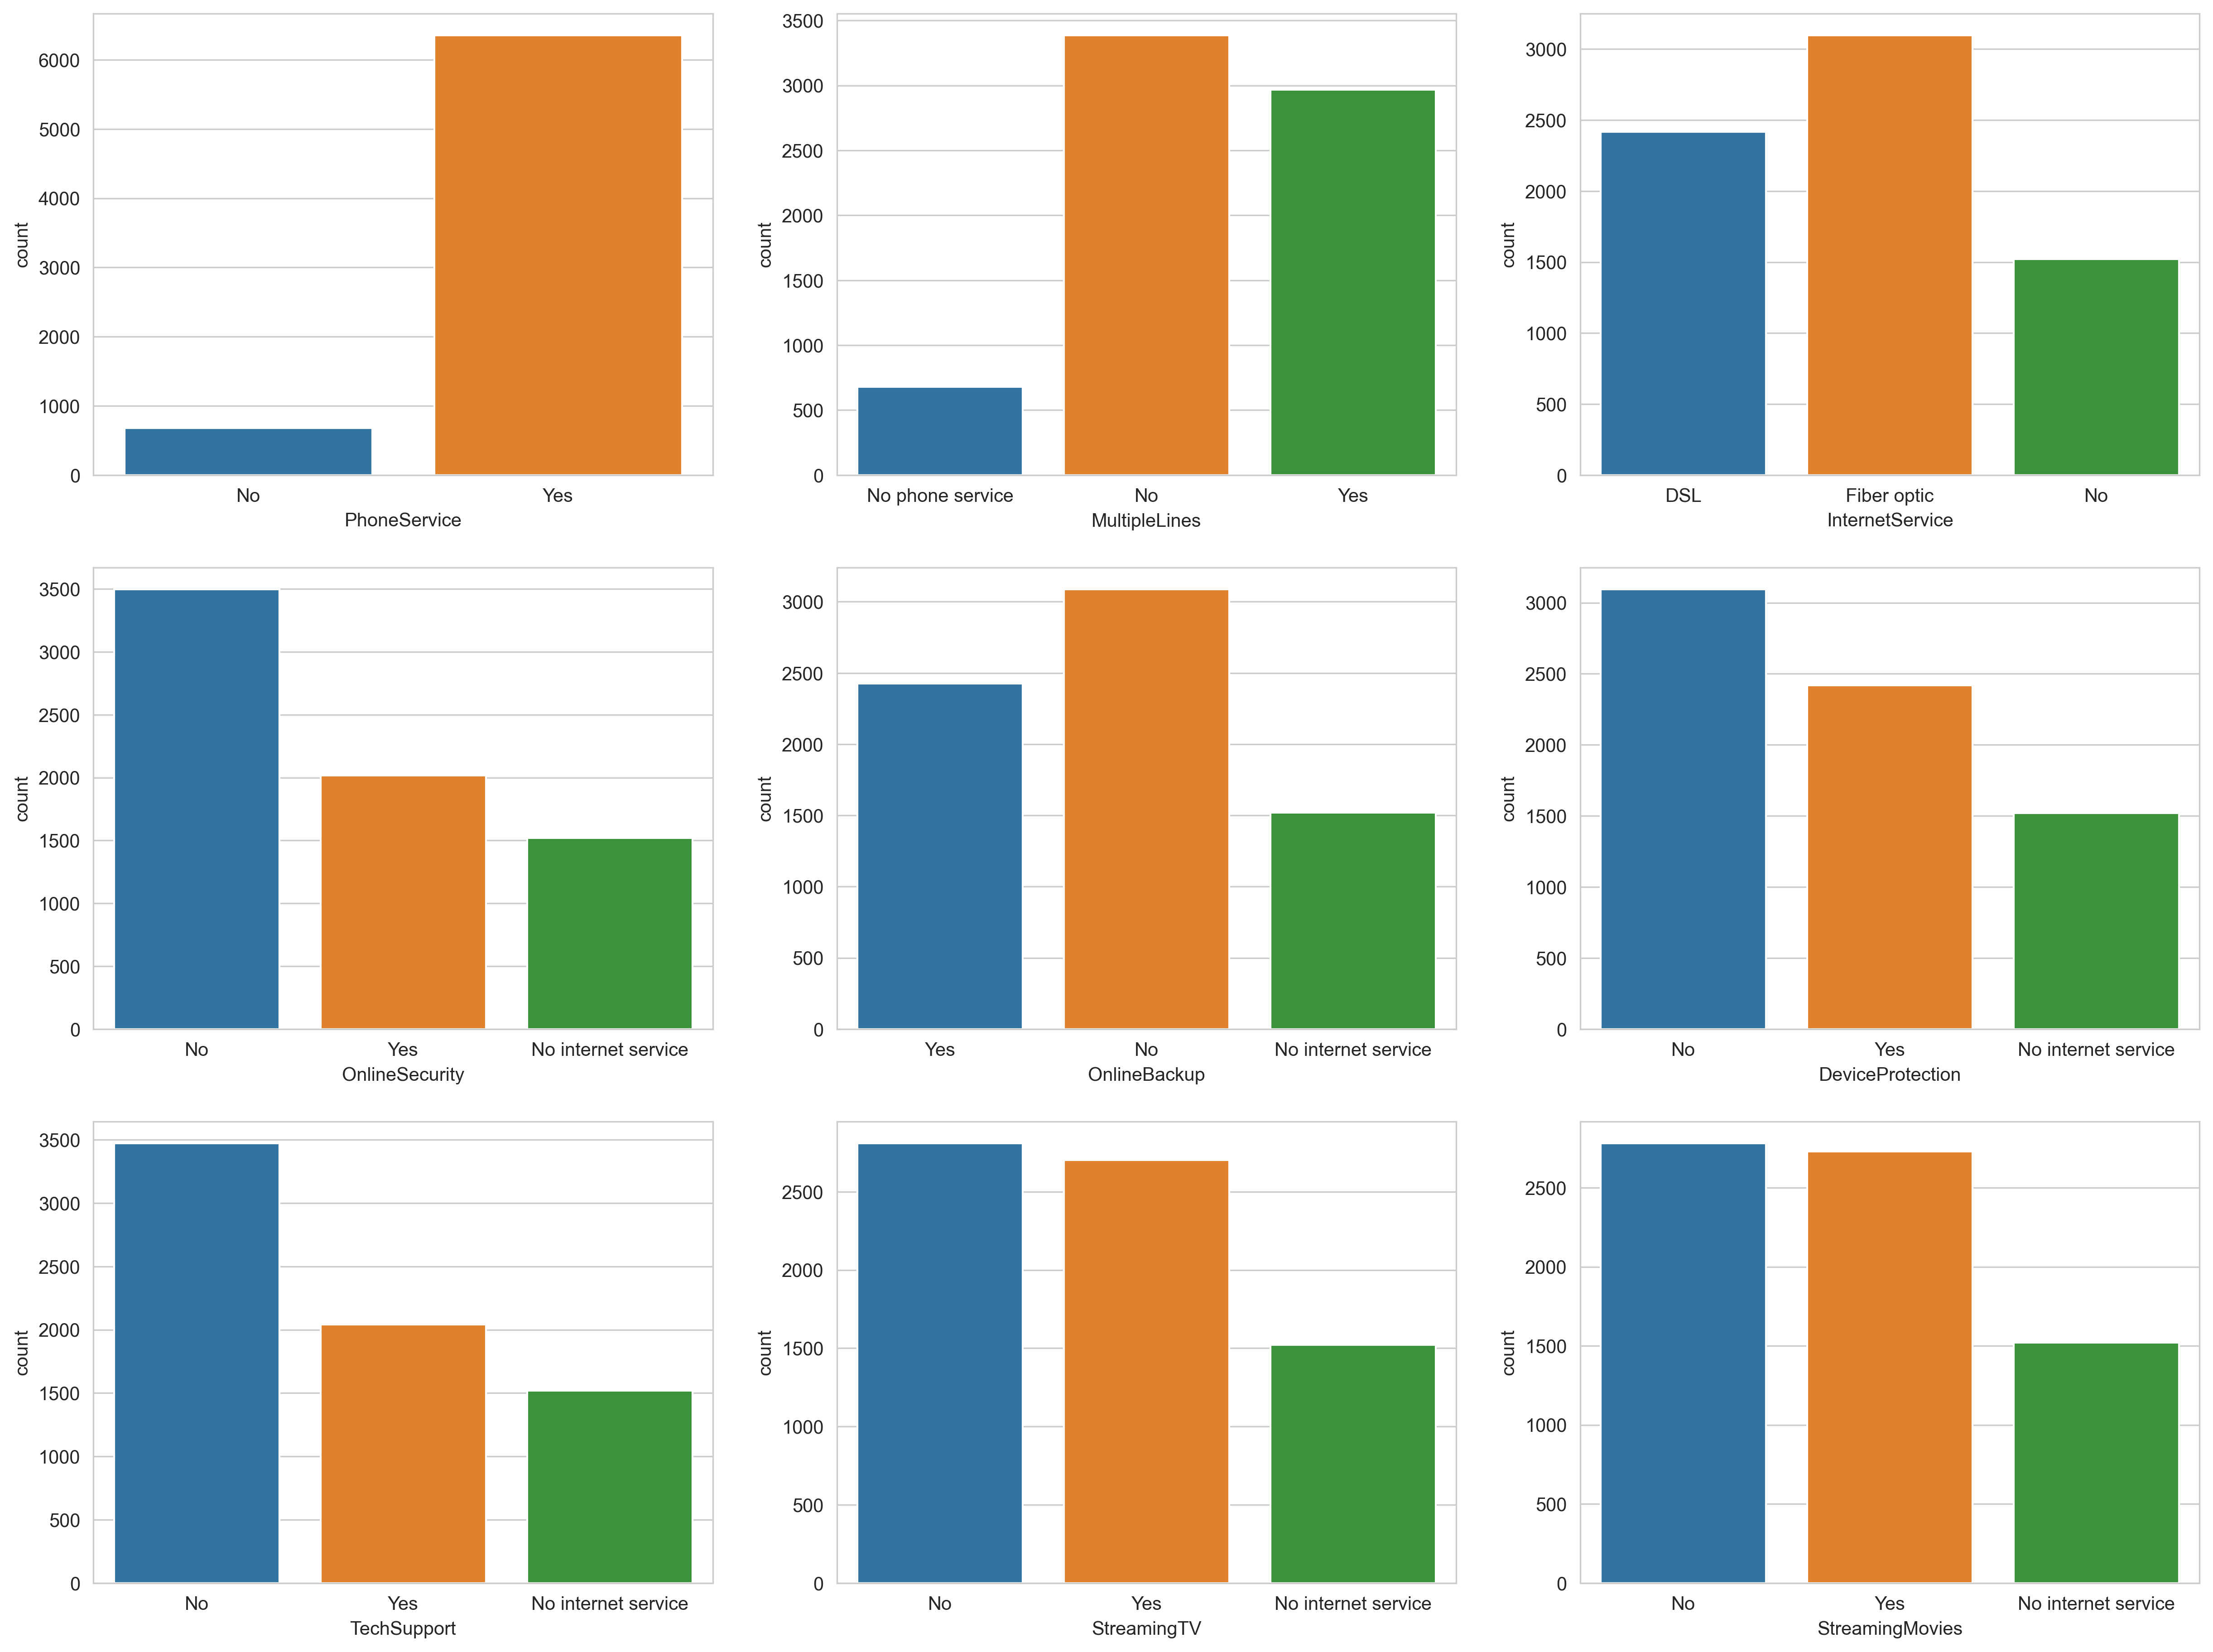 6000
5000
4000
3000
2000
1000
0
count
No Yes
PhoneService
3500
3000
2500
2000
1500
1000
500
0
count
No phone service No Yes
MultipleLines
3000
2500
2000
1500
1000
500
0
count
DSL Fiber optic No
InternetService
3500
3000
2500
2000
1500
1000
500
0
count
No Yes No internet service
OnlineSecurity
3000
2500
2000
1500
1000
500
0
count
Yes No No internet service
OnlineBackup
3000
2500
2000
1500
1000
500
0
count
No Yes No internet service
DeviceProtection
3500
3000
2500
2000
1500
1000
500
0
count
No Yes No internet service
TechSupport
2500
2000
1500
1000
500
0
count
No Yes No internet service
StreamingTV
2500
2000
1500
1000
500
0
count
No Yes No internet service
StreamingMovies